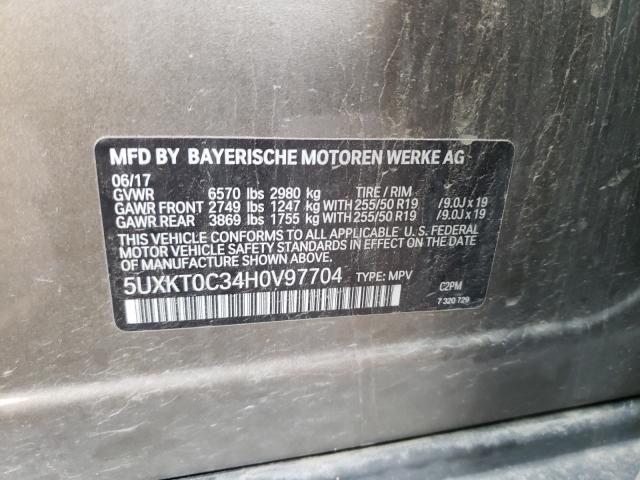 MFD BY BAYERISCHE MOTOREN WERKE AG
06/17
GVWR 6570 lbs 2980 kg TIRE / RIM
GAWR FRONT 2749 lbs 1247 kg WITH 255/50 R19 /9.0J x 19
GAWR REAR 3869 lbs 1755 kg WITH 255/50 R19 /9.0J x 19
THIS VEHICLE CONFORMS TO ALL APPLICABLE U.S. FEDERAL
MOTOR VEHICLE SAFETY STANDARDS IN EFFECT ON THE DATE
OF MANUFACTURE SHOWN ABOVE.
5UXKT0C34H0V97704 TYPE: MPV C2PM
7 320 729